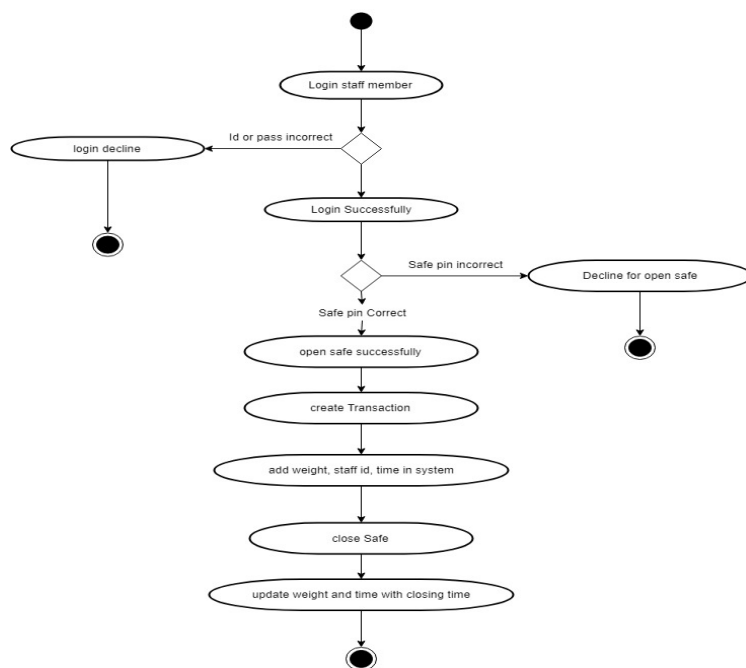 Login staff member
Id or pass incorrect
login decline
Login Successfully
Safe pin incorrect
Decline for open safe
Safe pin Correct
open safe successfully
create Transaction
add weight, staff id, time in system
close Safe
update weight and time with closing time